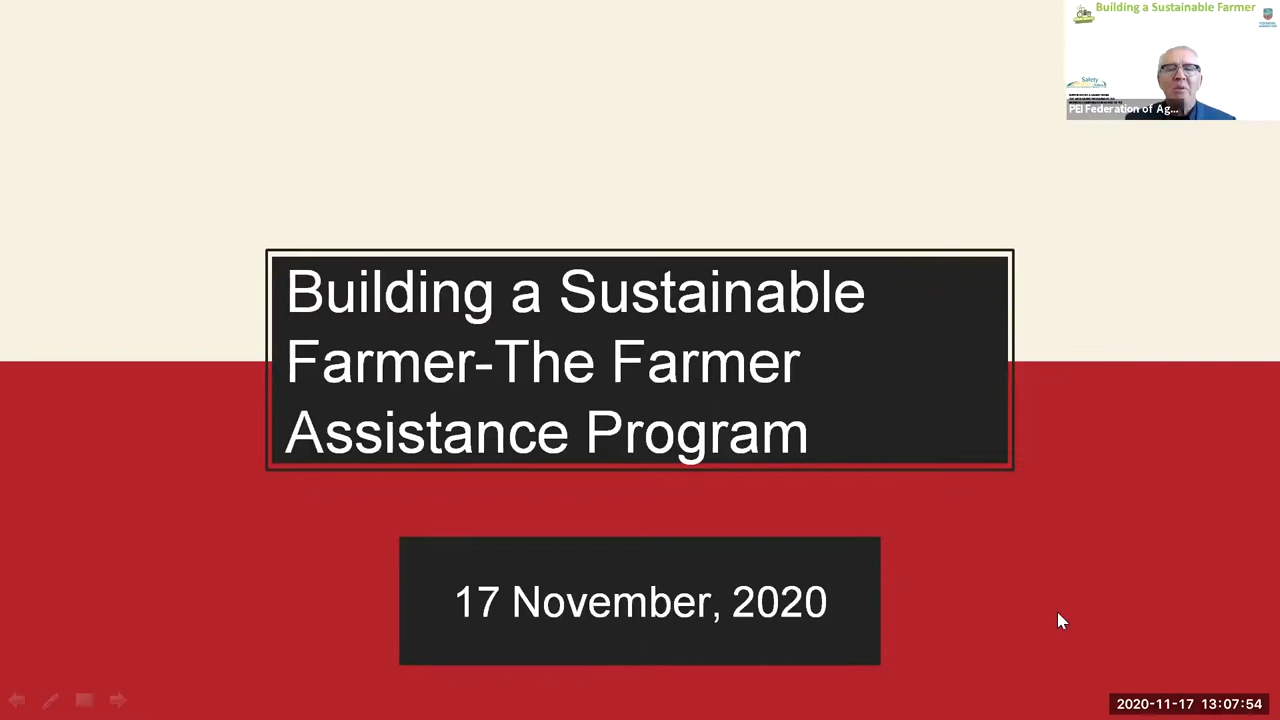 Building a Sustainable Farmer
Safety
PEI Federation of Ag...
Building a Sustainable
Farmer-The Farmer
Assistance Program
17 November, 2020
2020-11-17 13:07:54